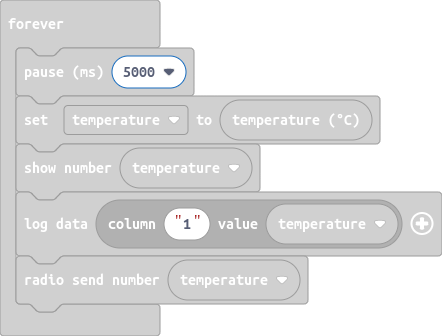 forever
pause (ms) 5000
set temperature to temperature (°C)
show number temperature
log data column "1" value temperature
radio send number temperature